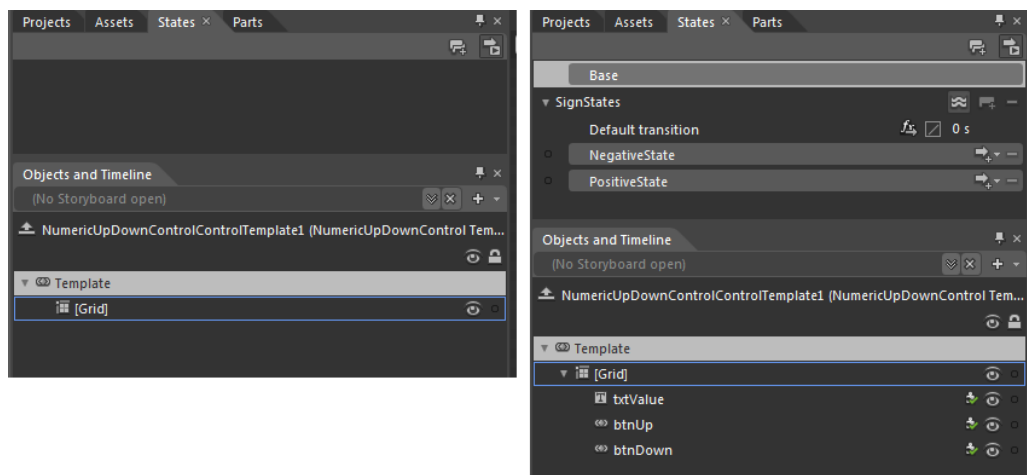 Projects Assets States × Parts
Objects and Timeline
(No Storyboard open)
NumericUpDownControlControlTemplate1 (NumericUpDownControl Tem...
Template
[Grid]
Projects Assets States × Parts
Base
SignStates
Default transition fx 0 s
NegativeState
PositiveState
Objects and Timeline
(No Storyboard open)
NumericUpDownControlControlTemplate1 (NumericUpDownControl Tem...
Template
[Grid]
txtValue
btnUp
btnDown